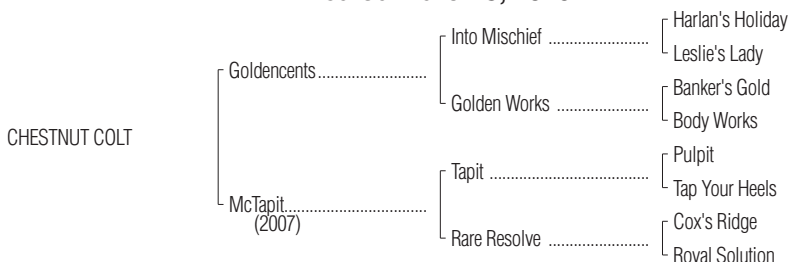 Harlan's Holiday
Into Mischief
Leslie's Lady
Goldencents
Banker's Gold
Golden Works
Body Works
CHESTNUT COLT
Pulpit
Tapit
Tap Your Heels
McTapit
(2007)
Cox's Ridge
Rare Resolve
Royal Solution